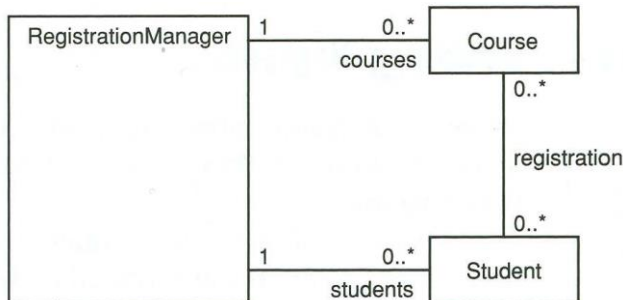 RegistrationManager
1
0..*
courses
Course
0..*
registration
0..*
1
0..*
students
Student